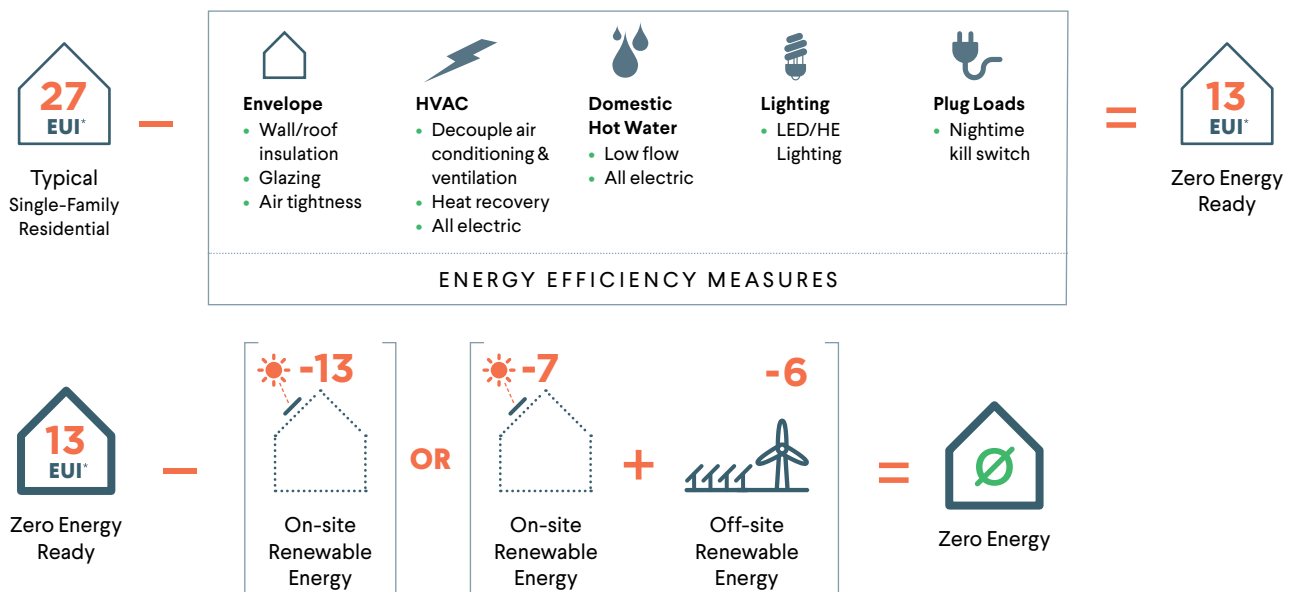 27
EUI*
Typical
Single-Family
Residential
−
Envelope
• Wall/roof
insulation
• Glazing
• Air tightness
HVAC
• Decouple air
conditioning &
ventilation
• Heat recovery
• All electric
Domestic
Hot Water
• Low flow
• All electric
Lighting
• LED/HE
Lighting
Plug Loads
• Nightime
kill switch
ENERGY EFFICIENCY MEASURES
=
13
EUI*
Zero Energy
Ready
13
EUI*
Zero Energy
Ready
−
-13
On-site
Renewable
Energy
OR
-7
On-site
Renewable
Energy
+
-6
Off-site
Renewable
Energy
=
Ø
Zero Energy